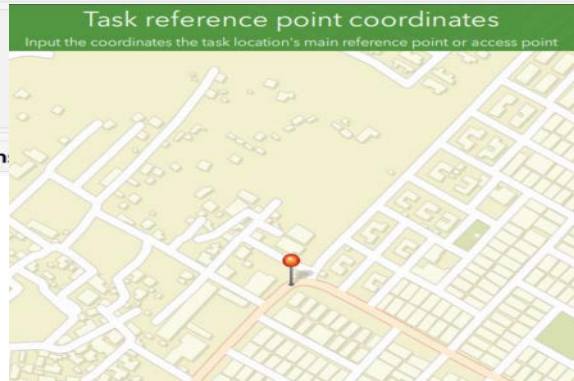 Task reference point coordinates
Input the coordinates the task location's main reference point or access point